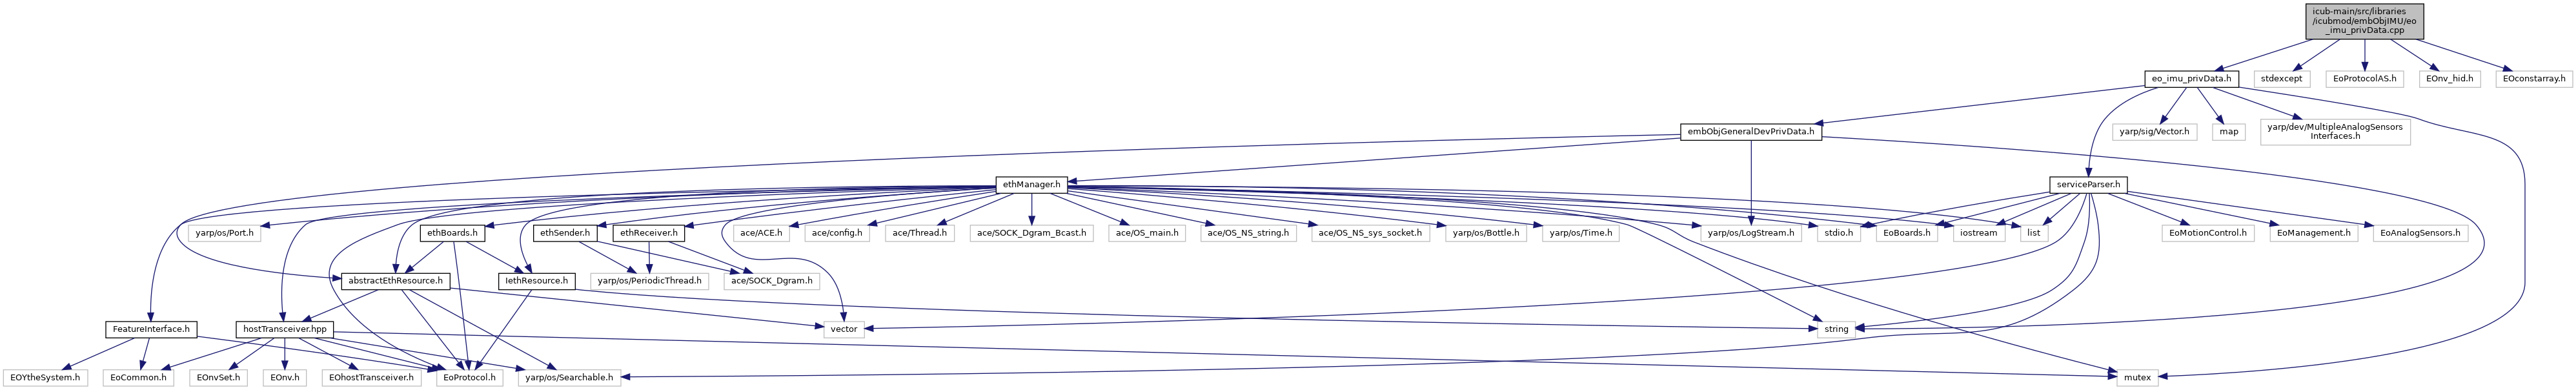 icub-main/src/libraries
/icubmod/embObjIMU/eo
_imu_privData.cpp
eo_imu_privData.h
stdexcept
EoProtocolAS.h
EOnv_hid.h
EOconstarray.h
embObjGeneralDevPrivData.h
yarp/sig/Vector.h
map
yarp/dev/MultipleAnalogSensors
Interfaces.h
ethManager.h
serviceParser.h
yarp/os/Port.h
ethBoards.h
ethSender.h
ethReceiver.h
ace/ACE.h
ace/config.h
ace/Thread.h
ace/SOCK_Dgram_Bcast.h
ace/OS_main.h
ace/OS_NS_string.h
ace/OS_NS_sys_socket.h
yarp/os/Bottle.h
yarp/os/Time.h
yarp/os/LogStream.h
stdio.h
EoBoards.h
iostream
list
EoMotionControl.h
EoManagement.h
EoAnalogSensors.h
abstractEthResource.h
IethResource.h
yarp/os/PeriodicThread.h
ace/SOCK_Dgram.h
FeatureInterface.h
hostTransceiver.hpp
vector
string
EOYtheSystem.h
EoCommon.h
EOnvSet.h
EOnv.h
EOhostTransceiver.h
EoProtocol.h
yarp/os/Searchable.h
mutex